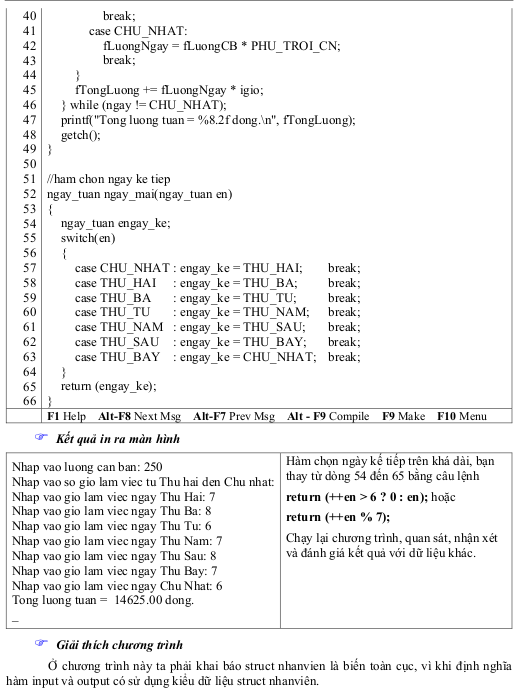 40 break;
41 case CHU_NHAT:
42 fLuongNgay = fLuongCB * PHU_TROI_CN;
43 break;
44 }
45 fTongLuong += fLuongNgay * igio;
46 } while (ngay != CHU_NHAT);
47 printf("Tong luong tuan = %8.2f dong.\n", fTongLuong);
48 getch();
49 }
50
51 //ham chon ngay ke tiep
52 ngay_tuan ngay_mai(ngay_tuan en)
53 {
54 ngay_tuan engay_ke;
55 switch(en)
56 {
57 case CHU_NHAT : engay_ke = THU_HAI; break;
58 case THU_HAI : engay_ke = THU_BA; break;
59 case THU_BA : engay_ke = THU_TU; break;
60 case THU_TU : engay_ke = THU_NAM; break;
61 case THU_NAM : engay_ke = THU_SAU; break;
62 case THU_SAU : engay_ke = THU_BAY; break;
63 case THU_BAY : engay_ke = CHU_NHAT; break;
64 }
65 return (engay_ke);
66 }
F1 Help Alt-F8 Next Msg Alt-F7 Prev Msg Alt - F9 Compile F9 Make F10 Menu
☞ Kết quả in ra màn hình
Nhap vao luong can ban: 250
Nhap vao so gio lam viec tu Thu hai den Chu nhat:
Nhap vao gio lam viec ngay Thu Hai: 7
Nhap vao gio lam viec ngay Thu Ba: 8
Nhap vao gio lam viec ngay Thu Tu: 6
Nhap vao gio lam viec ngay Thu Nam: 7
Nhap vao gio lam viec ngay Thu Sau: 8
Nhap vao gio lam viec ngay Thu Bay: 7
Nhap vao gio lam viec ngay Chu Nhat: 6
Tong luong tuan = 14625.00 dong.
_
Hàm chọn ngày kế tiếp trên khá dài, bạn
thay từ dòng 54 đến 65 bằng câu lệnh
return (++en > 6 ? 0 : en); hoặc
return (++en % 7);
Chạy lại chương trình, quan sát, nhận xét
và đánh giá kết quả với dữ liệu khác.
☞ Giải thích chương trình
Ở chương trình này ta phải khai báo struct nhanvien là biến toàn cục, vì khi định nghĩa
hàm input và output có sử dụng kiểu dữ liệu struct nhanvien.